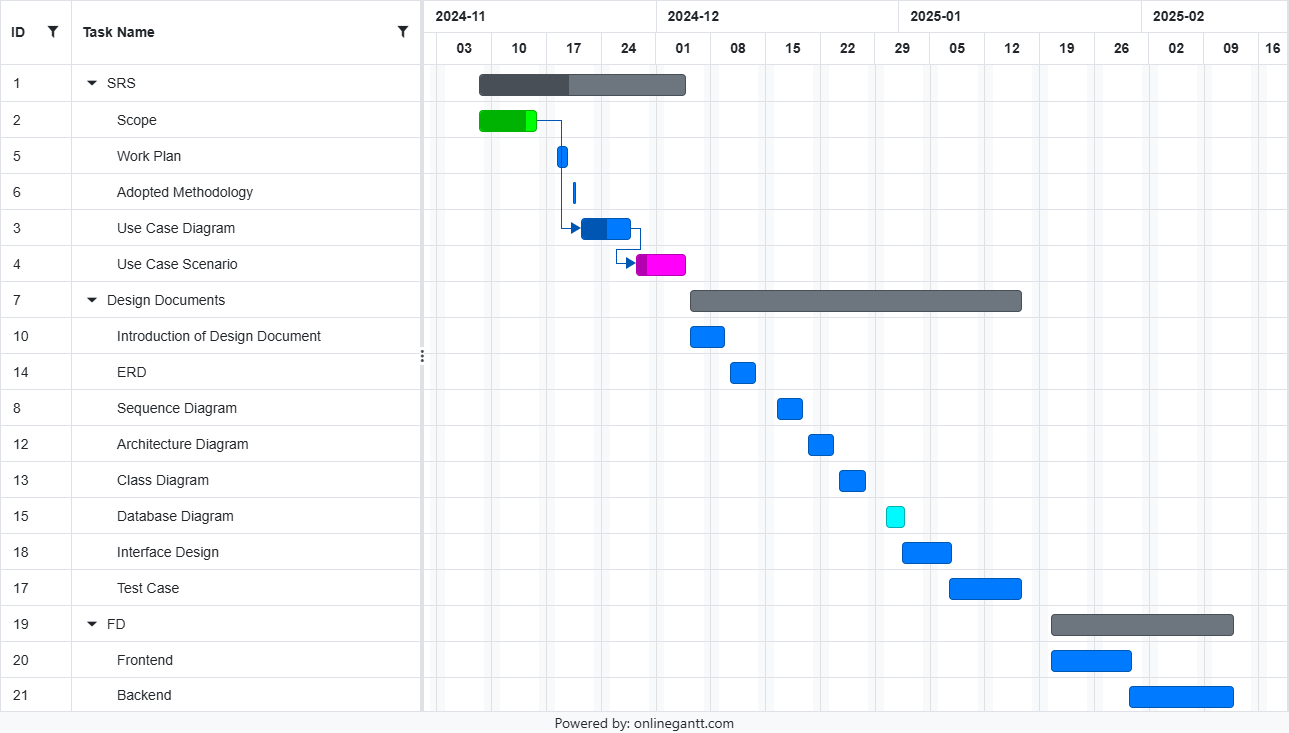 2024-11 2024-12 2025-01 2025-02
ID Task Name
03 10 17 24 01 08 15 22 29 05 12 19 26 02 09 16
1 SRS
2 Scope
5 Work Plan
6 Adopted Methodology
3 Use Case Diagram
4 Use Case Scenario
7 Design Documents
10 Introduction of Design Document
14 ERD
8 Sequence Diagram
12 Architecture Diagram
13 Class Diagram
15 Database Diagram
18 Interface Design
17 Test Case
19 FD
20 Frontend
21 Backend
Powered by: onlinegantt.com